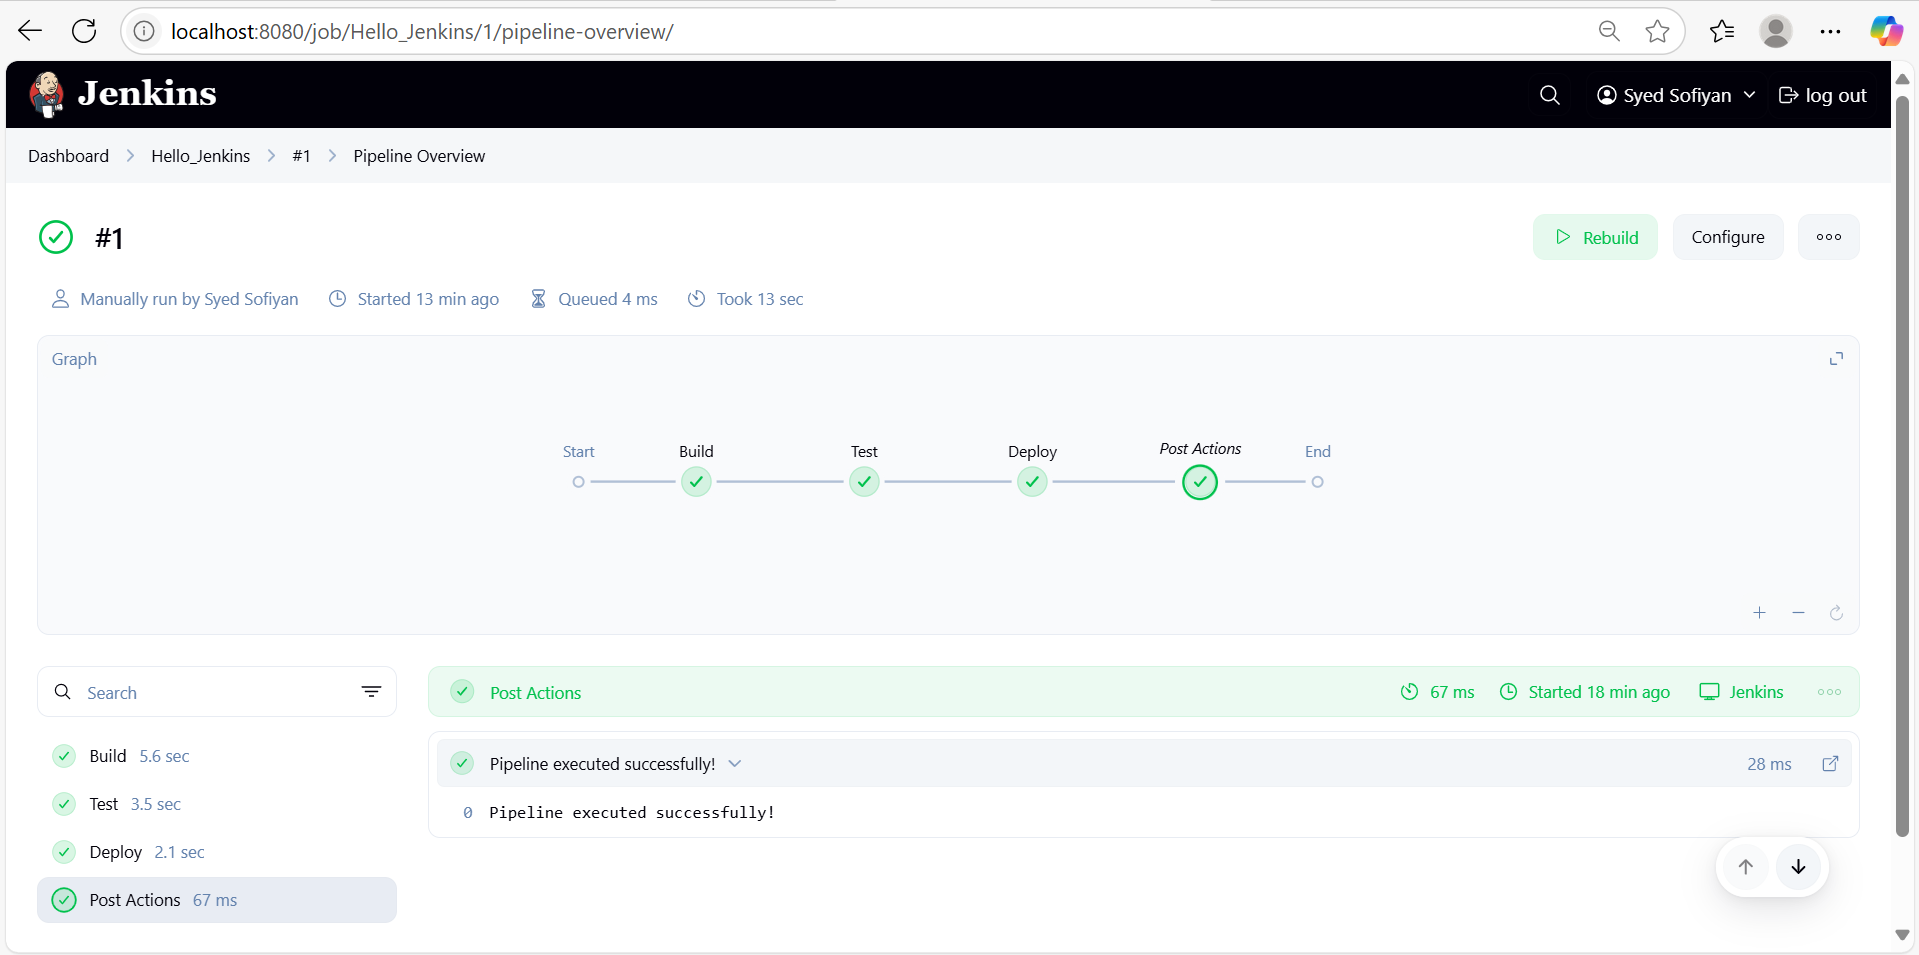 localhost:8080/job/Hello_Jenkins/1/pipeline-overview/
Jenkins
Syed Sofiyan
log out
Dashboard > Hello_Jenkins > #1 > Pipeline Overview
#1
Rebuild
Configure
Manually run by Syed Sofiyan
Started 13 min ago
Queued 4 ms
Took 13 sec
Graph
Start
Build
Test
Deploy
Post Actions
End
Search
Build 5.6 sec
Test 3.5 sec
Deploy 2.1 sec
Post Actions 67 ms
Post Actions
67 ms
Started 18 min ago
Jenkins
Pipeline executed successfully!
28 ms
0 Pipeline executed successfully!